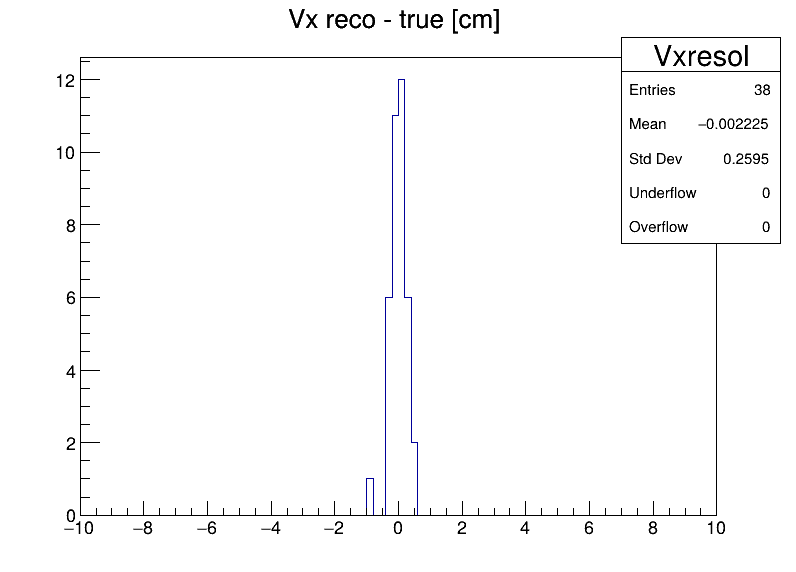 Vx reco - true [cm]
Vxresol
Entries 38
Mean −0.002225
Std Dev 0.2595
Underflow 0
Overflow 0
12
10
8
6
4
2
0
−10 −8 −6 −4 −2 0 2 4 6 8 10